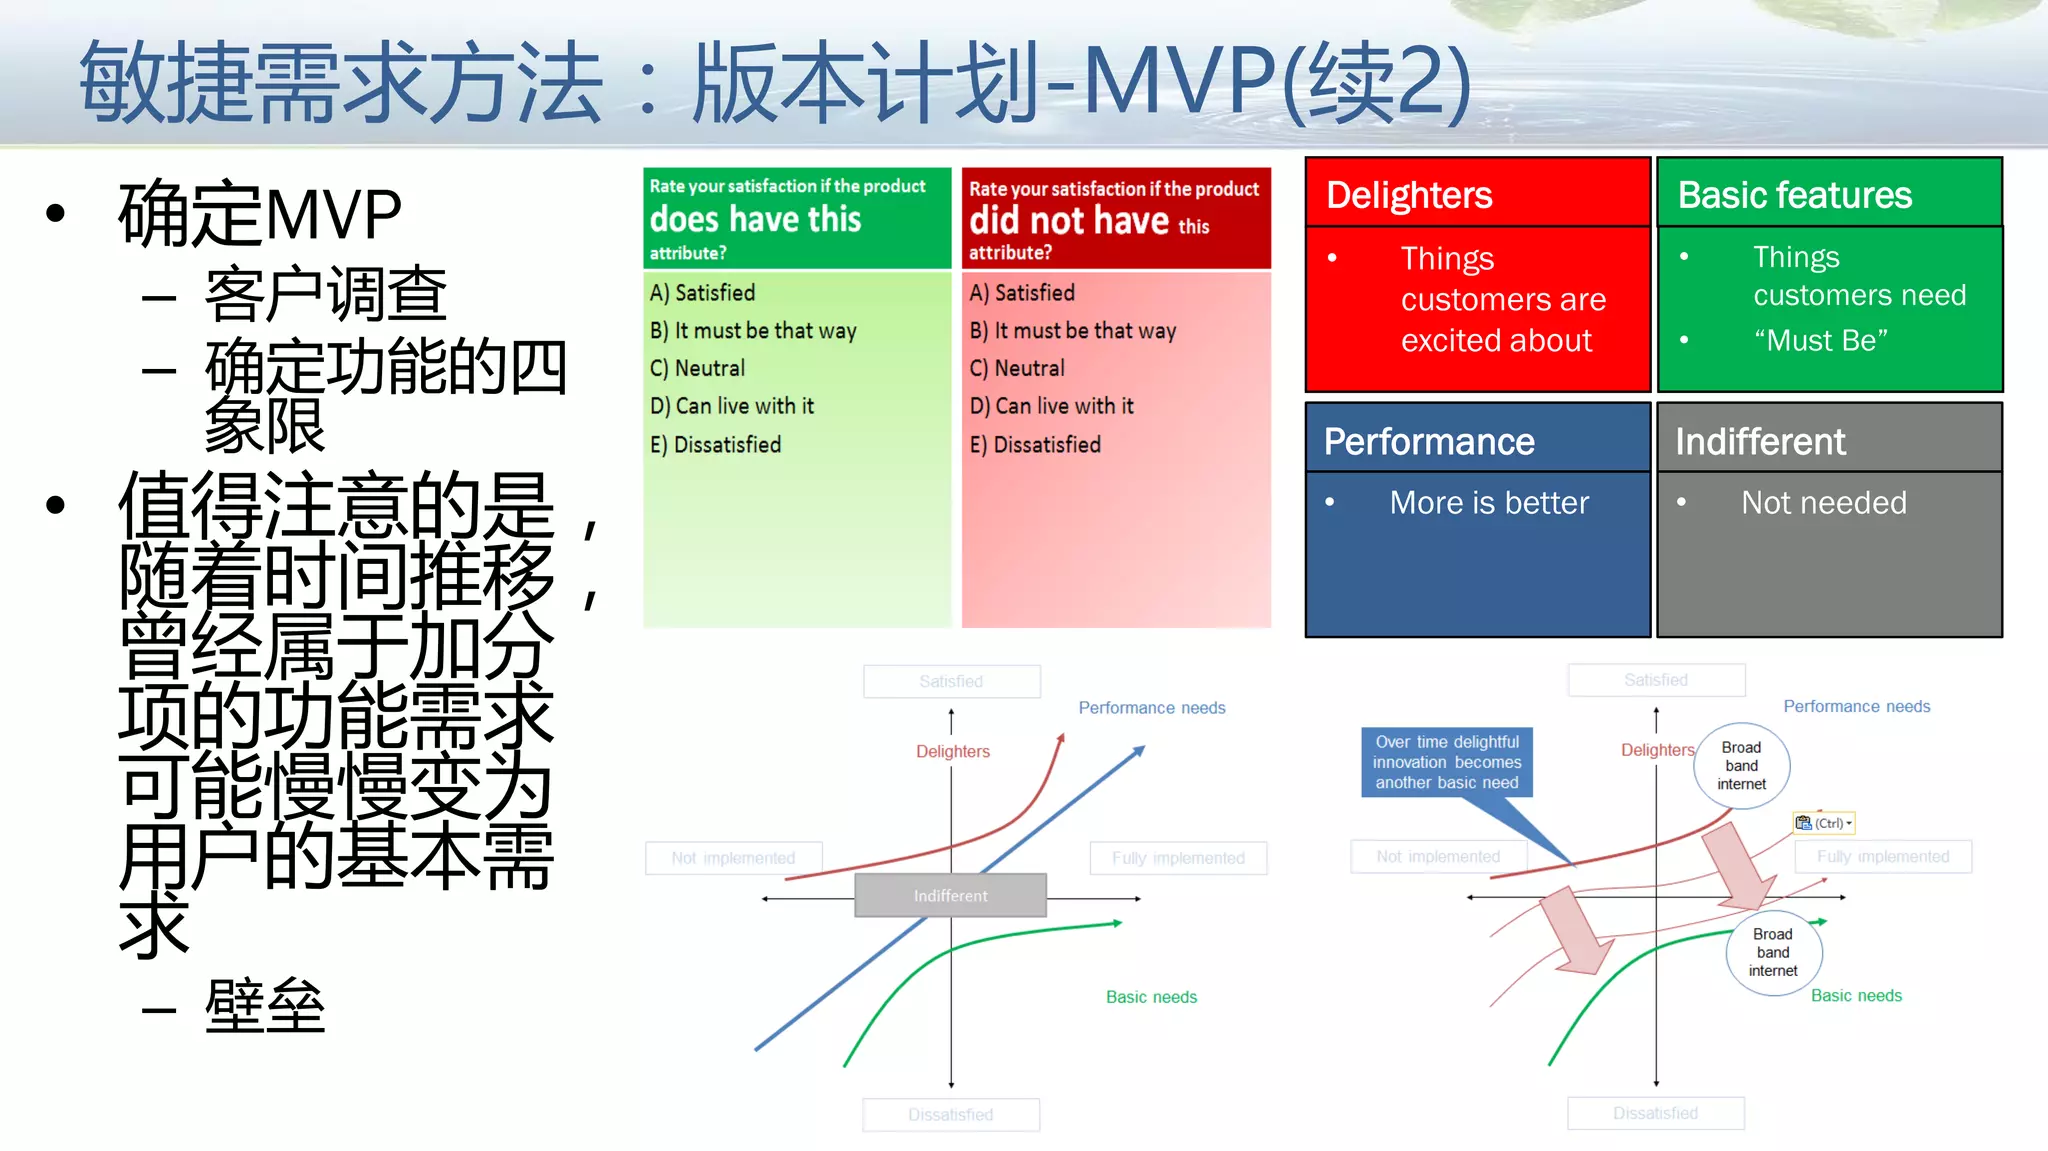 敏捷需求方法：版本计划-MVP(续2)
• 确定MVP
– 客户调查
– 确定功能的四
象限
• 值得注意的是，
随着时间推移，
曾经属于加分
项的功能需求
可能慢慢变为
用户的基本需
求
– 壁垒
Rate your satisfaction if the product
does have this
attribute?
A) Satisfied
B) It must be that way
C) Neutral
D) Can live with it
E) Dissatisfied
Rate your satisfaction if the product
did not have this
attribute?
A) Satisfied
B) It must be that way
C) Neutral
D) Can live with it
E) Dissatisfied
Delighters
• Things
customers are
excited about
Basic features
• Things
customers need
• “Must Be”
Performance
• More is better
Indifferent
• Not needed
Satisfied
Performance needs
Delighters
Not implemented
Fully implemented
Indifferent
Basic needs
Dissatisfied
Satisfied
Performance needs
Over time delightful
innovation becomes
another basic need
Delighters
Broad
band
internet
(Ctrl)
Not implemented
Fully implemented
Broad
band
internet
Basic needs
Dissatisfied